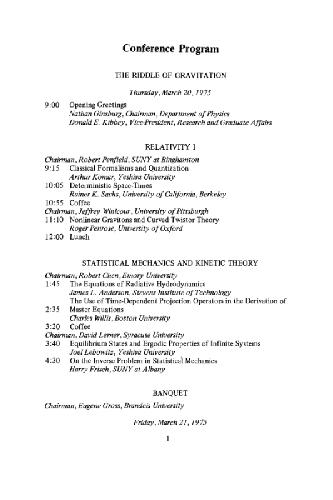 Conference Program
THE RIDDLE OF GRAVITATION
Thursday, March 20, 1975
9:00 Opening Greetings
Nathan Ginsburg, Chairman, Department of Physics
Donald E. Kibbey, Vice-President, Research and Graduate Affairs
RELATIVITY I
Chairman, Robert Penfield, SUNY at Binghamton
9:15 Classical Formalisms and Quantization
Arthur Komar, Yeshiva University
10:05 Deterministic Space-Times
Rainer K. Sachs, University of California, Berkeley
10:55 Coffee
Chairman, Jeffrey Winicour, University of Pittsburgh
11:10 Nonlinear Gravitons and Curved Twistor Theory
Roger Penrose, University of Oxford
12:00 Lunch
STATISTICAL MECHANICS AND KINETIC THEORY
Chairman, Robert Chen, Emory University
1:45 The Equations of Radiative Hydrodynamics
James L. Anderson, Stevens Institute of Technology
The Use of Time-Dependent Projection Operators in the Derivation of
2:35 Master Equations
Charles Willis, Boston University
3:20 Coffee
Chairman, David Lerner, Syracuse University
3:40 Equilibrium States and Ergodic Properties of Infinite Systems
Joel Lebowitz, Yeshiva University
4:20 On the Inverse Problem in Statistical Mechanics
Harry Frisch, SUNY at Albany
BANQUET
Chairman, Eugene Gross, Brandeis University
Friday, March 21, 1975
1